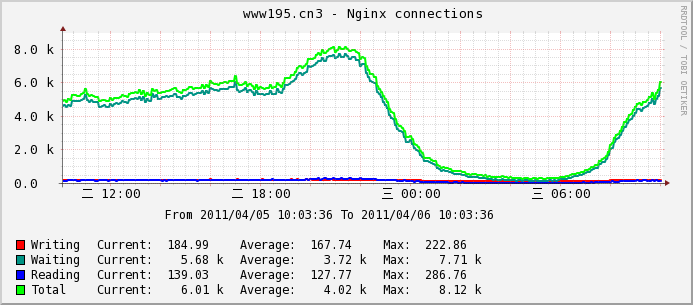 www195.cn3 - Nginx connections
RRDTOOL / TOBI OETIKER
8.0 k
6.0 k
4.0 k
2.0 k
0.0
二 12:00 二 18:00 三 00:00 三 06:00
From 2011/04/05 10:03:36 To 2011/04/06 10:03:36
Writing Current: 184.99 Average: 167.74 Max: 222.86
Waiting Current: 5.68 k Average: 3.72 k Max: 7.71 k
Reading Current: 139.03 Average: 127.77 Max: 286.76
Total Current: 6.01 k Average: 4.02 k Max: 8.12 k